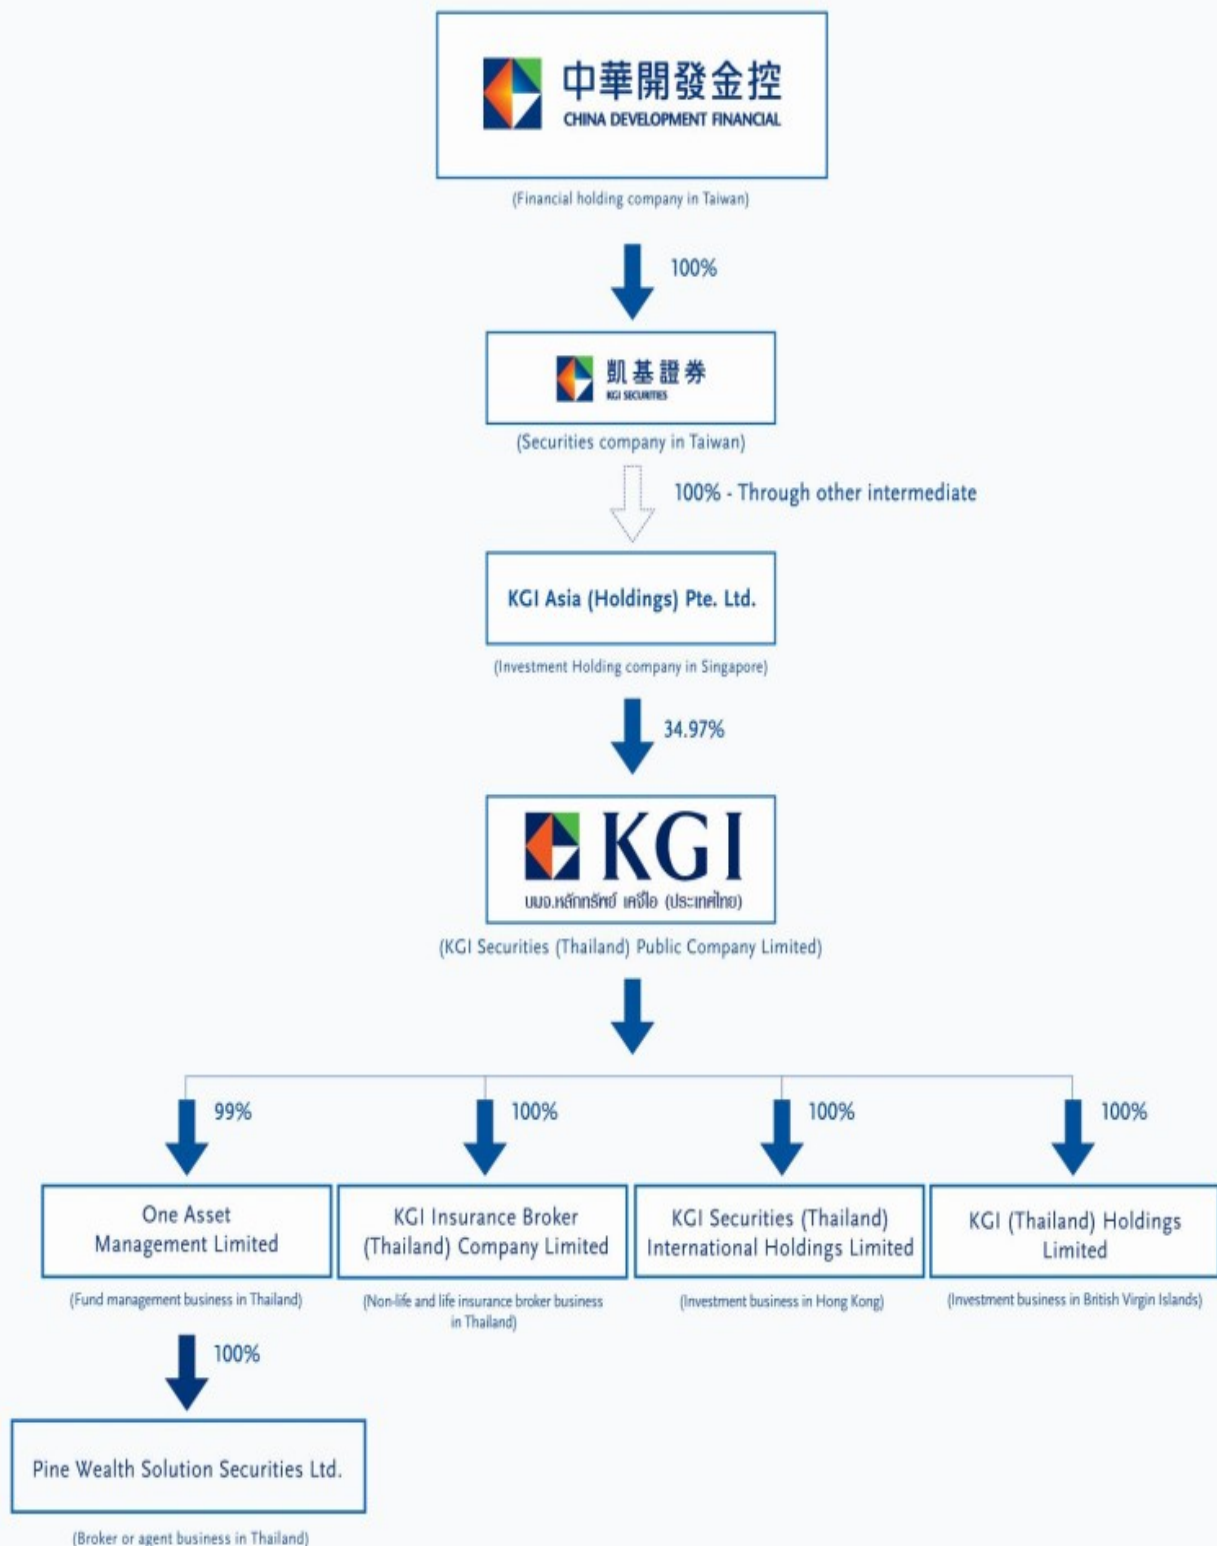 中華開發金控
CHINA DEVELOPMENT FINANCIAL
(Financial holding company in Taiwan)
100%
凱基證券
KGI SECURITIES
(Securities company in Taiwan)
100% - Through other intermediate
KGI Asia (Holdings) Pte. Ltd.
(Investment Holding company in Singapore)
34.97%
KGI
บมจ.หลักทรัพย์ เคจีไอ (ประเทศไทย)
(KGI Securities (Thailand) Public Company Limited)
99%
100%
100%
100%
One Asset
Management Limited
(Fund management business in Thailand)
KGI Insurance Broker
(Thailand) Company Limited
(Non-life and life insurance broker business
in Thailand)
KGI Securities (Thailand)
International Holdings Limited
(Investment business in Hong Kong)
KGI (Thailand) Holdings
Limited
(Investment business in British Virgin Islands)
100%
Pine Wealth Solution Securities Ltd.
(Broker or agent business in Thailand)